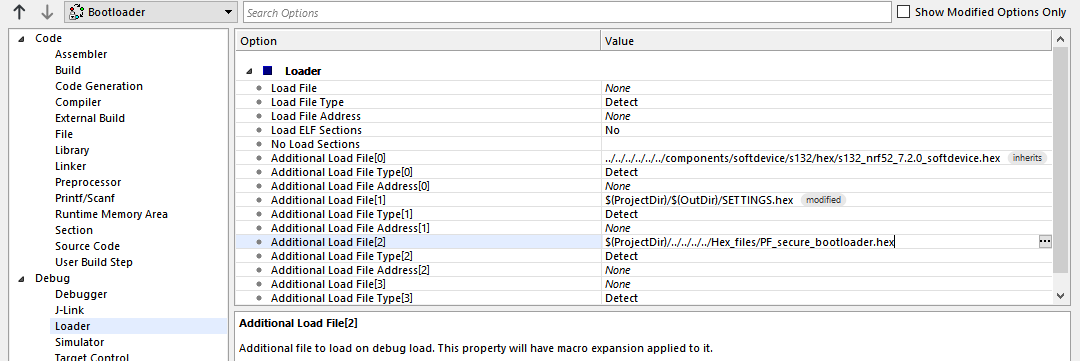 Bootloader Search Options Show Modified Options Only
Code
Assembler
Build
Code Generation
Compiler
External Build
File
Library
Linker
Preprocessor
Printf/Scanf
Runtime Memory Area
Section
Source Code
User Build Step
Debug
Debugger
J-Link
Loader
Simulator
Target Control
Option Value
Loader
Load File None
Load File Type Detect
Load File Address None
Load ELF Sections No
No Load Sections
Additional Load File[0] ../../../../../../components/softdevice/s132/hex/s132_nrf52_7.2.0_softdevice.hex inherits
Additional Load File Type[0] Detect
Additional Load File Address[0] None
Additional Load File[1] $(ProjectDir)/$(OutDir)/SETTINGS.hex modified
Additional Load File Type[1] Detect
Additional Load File Address[1] None
Additional Load File[2] $(ProjectDir)/../../../../Hex_files/PF_secure_bootloader.hex ...
Additional Load File Type[2] Detect
Additional Load File Address[2] None
Additional Load File[3] None
Additional Load File Type[3] Detect
Additional Load File[2]
Additional file to load on debug load. This property will have macro expansion applied to it.